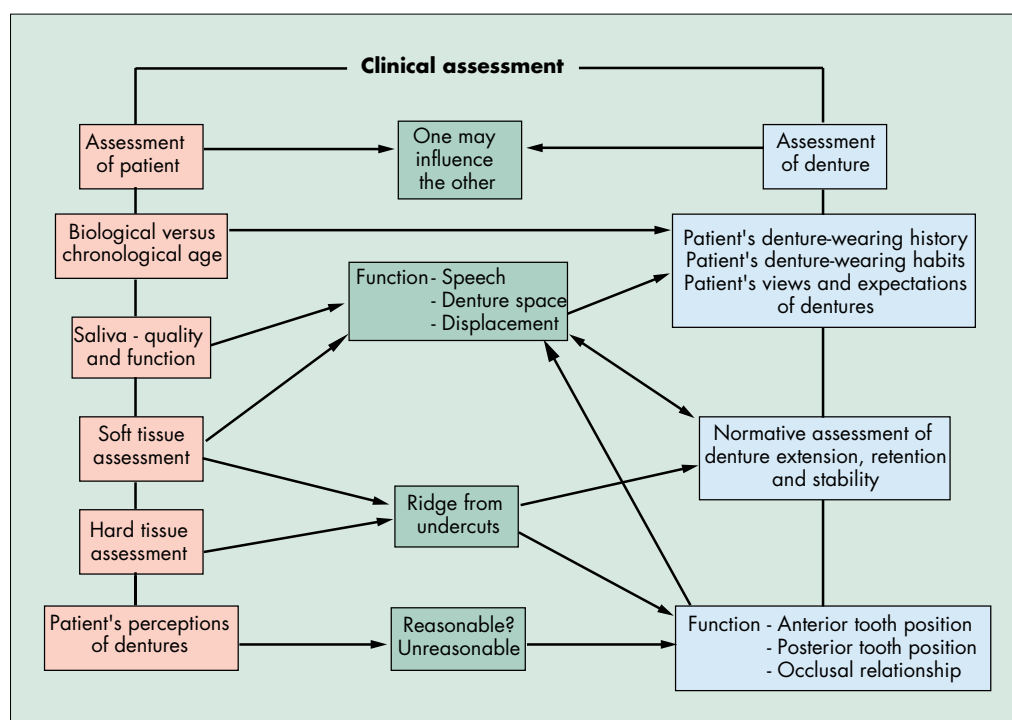 Clinical assessment
Assessment
of patient
One may
influence
the other
Assessment
of denture
Biological versus
chronological age
Patient's denture-wearing history
Patient's denture-wearing habits
Patient's views and expectations
of dentures
Function - Speech
- Denture space
- Displacement
Saliva - quality
and function
Soft tissue
assessment
Normative assessment of
denture extension, retention
and stability
Ridge from
undercuts
Hard tissue
assessment
Patient's perceptions
of dentures
Reasonable?
Unreasonable
Function - Anterior tooth position
- Posterior tooth position
- Occlusal relationship